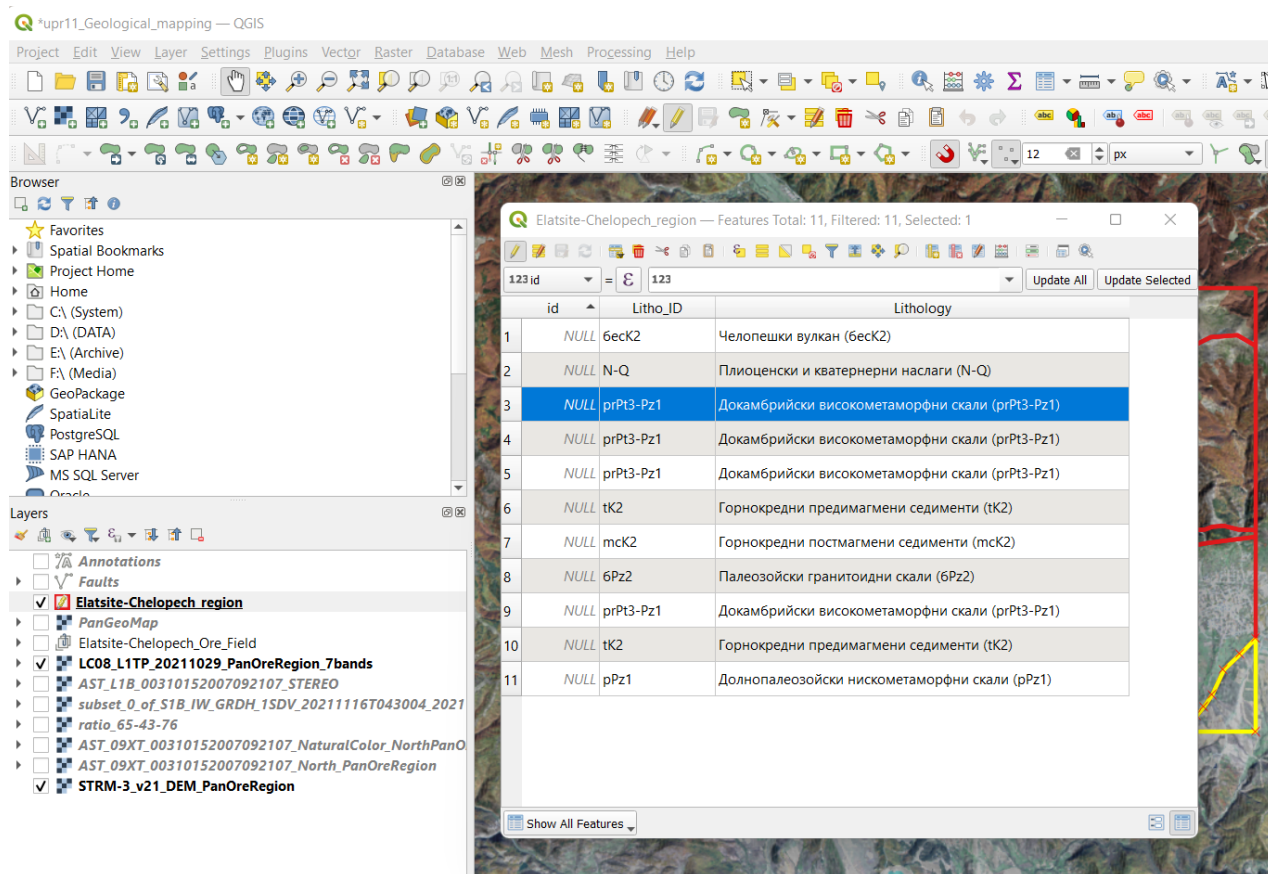 *upr11_Geological_mapping — QGIS
Project Edit View Layer Settings Plugins Vector Raster Database Web Mesh Processing Help
12 px
Browser
Favorites
Spatial Bookmarks
Project Home
Home
C:\ (System)
D:\ (DATA)
E:\ (Archive)
F:\ (Media)
GeoPackage
SpatiaLite
PostgreSQL
SAP HANA
MS SQL Server
Oracle
Layers
Annotations
Faults
Elatsite-Chelopech_region
PanGeoMap
Elatsite-Chelopech_Ore_Field
LC08_L1TP_20211029_PanOreRegion_7bands
AST_L1B_00310152007092107_STEREO
subset_0_of_S1B_IW_GRDH_1SDV_20211116T043004_2021
ratio_65-43-76
AST_09XT_00310152007092107_NaturalColor_NorthPanO
AST_09XT_00310152007092107_North_PanOreRegion
STRM-3_v21_DEM_PanOreRegion
Elatsite-Chelopech_region — Features Total: 11, Filtered: 11, Selected: 1
123 id = ε 123 Update All Update Selected
id Litho_ID Lithology
1 NULL бесK2 Челопешки вулкан (бесK2)
2 NULL N-Q Плиоценски и кватернерни наслаги (N-Q)
3 NULL prPt3-Pz1 Докамбрийски високометаморфни скали (prPt3-Pz1)
4 NULL prPt3-Pz1 Докамбрийски високометаморфни скали (prPt3-Pz1)
5 NULL prPt3-Pz1 Докамбрийски високометаморфни скали (prPt3-Pz1)
6 NULL tK2 Горнокредни предимагмени седименти (tK2)
7 NULL mcK2 Горнокредни постмагмени седименти (mcK2)
8 NULL бPz2 Палеозойски гранитоидни скали (бPz2)
9 NULL prPt3-Pz1 Докамбрийски високометаморфни скали (prPt3-Pz1)
10 NULL tK2 Горнокредни предимагмени седименти (tK2)
11 NULL pPz1 Долнопалеозойски нискометаморфни скали (pPz1)
Show All Features